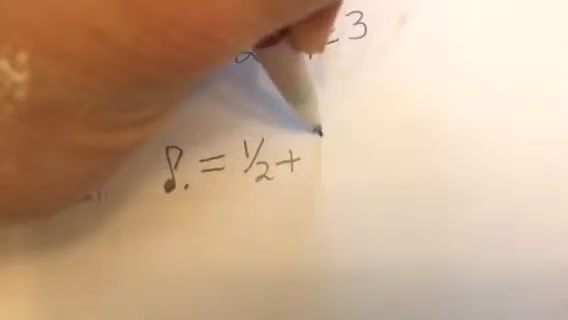 = 3
♪. = 1/2 +